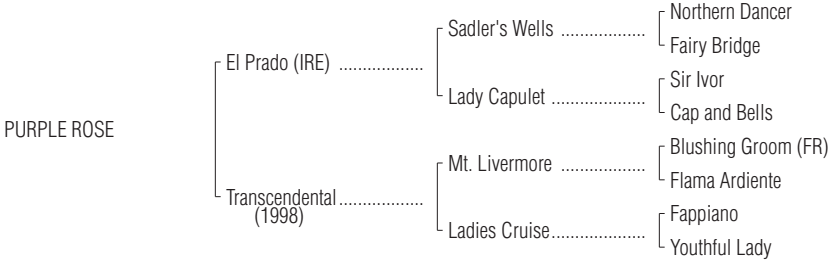 Northern Dancer
Sadler's Wells ..................
Fairy Bridge
El Prado (IRE) ..................
Sir Ivor
Lady Capulet ....................
Cap and Bells
PURPLE ROSE
Blushing Groom (FR)
Mt. Livermore ..................
Flama Ardiente
Transcendental ..................
(1998)
Fappiano
Ladies Cruise....................
Youthful Lady